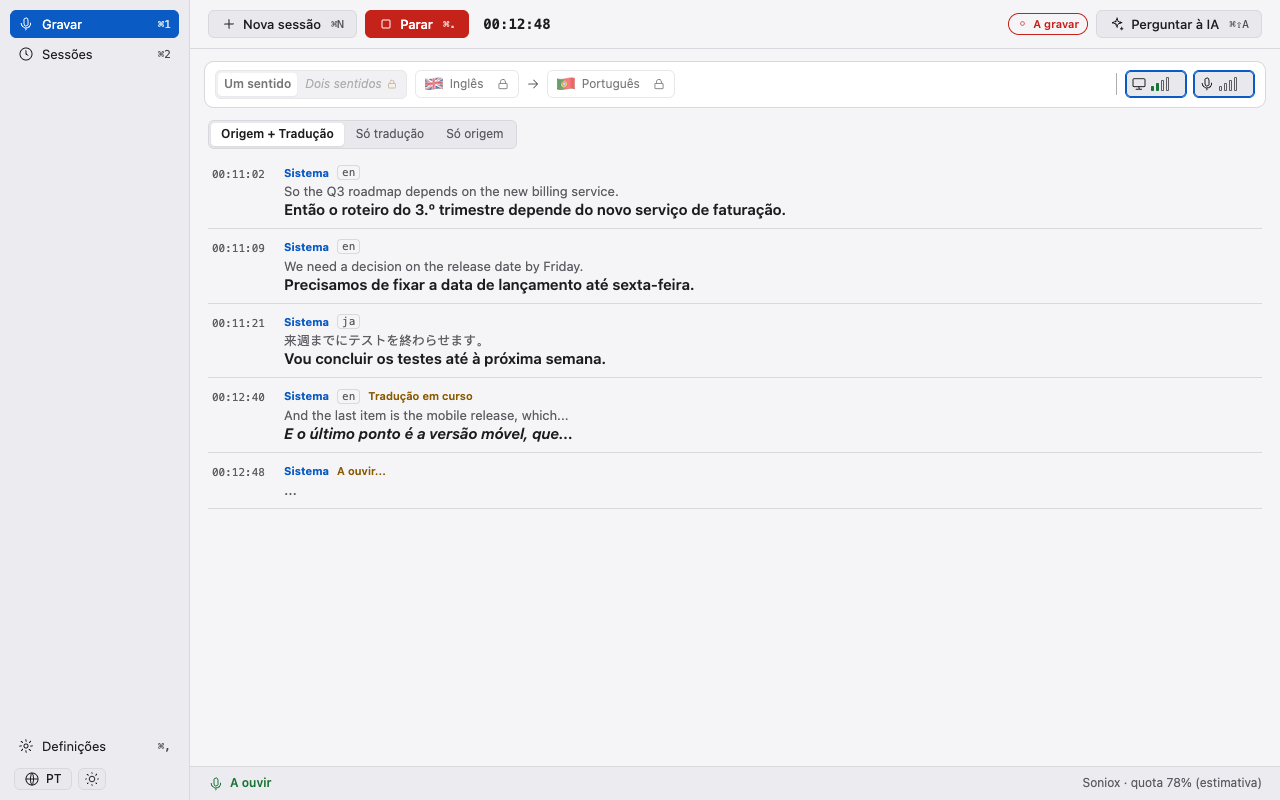 Gravar ⌘1
Sessões ⌘2
Nova sessão ⌘N
Parar ⌘.
00:12:48
A gravar
Perguntar à IA ⌘⇧A
Um sentido
Dois sentidos
Inglês
→
Português
Origem + Tradução
Só tradução
Só origem
00:11:02 Sistema en
So the Q3 roadmap depends on the new billing service.
Então o roteiro do 3.º trimestre depende do novo serviço de faturação.
00:11:09 Sistema en
We need a decision on the release date by Friday.
Precisamos de fixar a data de lançamento até sexta-feira.
00:11:21 Sistema ja
来週までにテストを終わらせます。
Vou concluir os testes até à próxima semana.
00:12:40 Sistema en Tradução em curso
And the last item is the mobile release, which…
E o último ponto é a versão móvel, que…
00:12:48 Sistema A ouvir…
…
Definições ⌘,
PT
A ouvir
Soniox · quota 78% (estimativa)